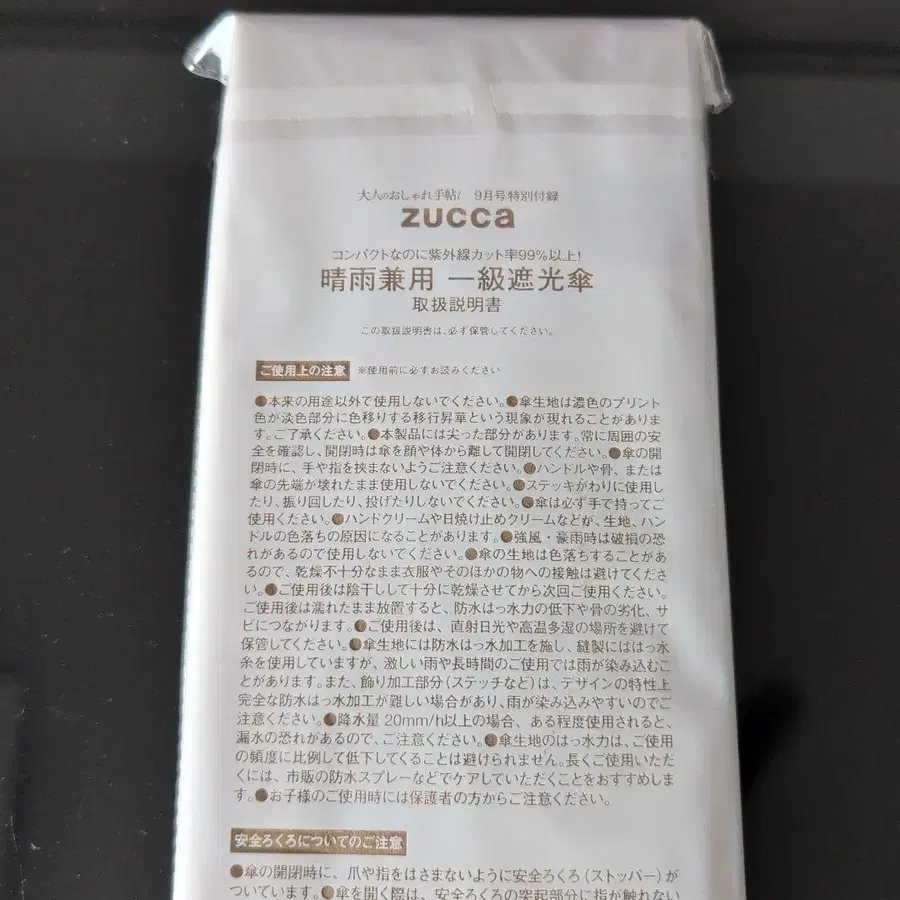 大人のおしゃれ手帖 9月号特別付録
zucca
コンパクトなのに紫外線カット率99%以上!
晴雨兼用 一級遮光傘
取扱説明書
この取扱説明書は、必ず保管してください。
ご使用上の注意 ※使用前に必ずお読みください
●本来の用途以外で使用しないでください。●傘生地は濃色のプリント
色が淡色部分に色移りする移行昇華という現象が現れることがありま
す。ご了承ください。●本製品には尖った部分があります。常に周囲の安
全を確認し、開閉時は傘を顔や体から離して開閉してください。●傘の開
閉時に、手や指を挟まないようご注意ください。●ハンドルや骨、または
傘の先端が壊れたまま使用しないでください。●ステッキがわりに使用し
たり、振り回したり、投げたりしないでください。●傘は必ず手で持ってご
使用ください。●ハンドクリームや日焼け止めクリームなどが、生地、ハン
ドルの色落ちの原因になることがあります。●強風・豪雨時は破損の恐
れがあるので使用しないでください。●傘の生地は色落ちすることがあ
るので、乾燥不十分なまま衣服やそのほかの物への接触は避けてくださ
い。●ご使用後は陰干しして十分に乾燥させてから次回ご使用ください。
ご使用後は濡れたまま放置すると、防水はっ水力の低下や骨の劣化、サ
ビにつながります。●ご使用後は、直射日光や高温多湿の場所を避けて
保管してください。●傘生地には防水はっ水加工を施し、縫製にははっ水
糸を使用していますが、激しい雨や長時間のご使用では雨が染み込むこ
とがあります。また、飾り加工部分(ステッチなど)は、デザインの特性上
完全な防水はっ水加工が難しい場合があり、雨が染み込みやすいのでご
注意ください。●降水量 20mm/h以上の場合、ある程度使用されると、
漏水の恐れがあるので、ご注意ください。●傘生地のはっ水力は、ご使用
の頻度に比例して低下してくることは避けられません。長くご使用いただ
くには、市販の防水スプレーなどでケアしていただくことをおすすめしま
す。●お子様のご使用時には保護者の方からご注意ください。
安全ろくろについてのご注意
●傘の開閉時に、爪や指をはさまないように安全ろくろ(ストッパー)が
ついています。●傘を開く際は、安全ろくろの突起部分に指が触れない